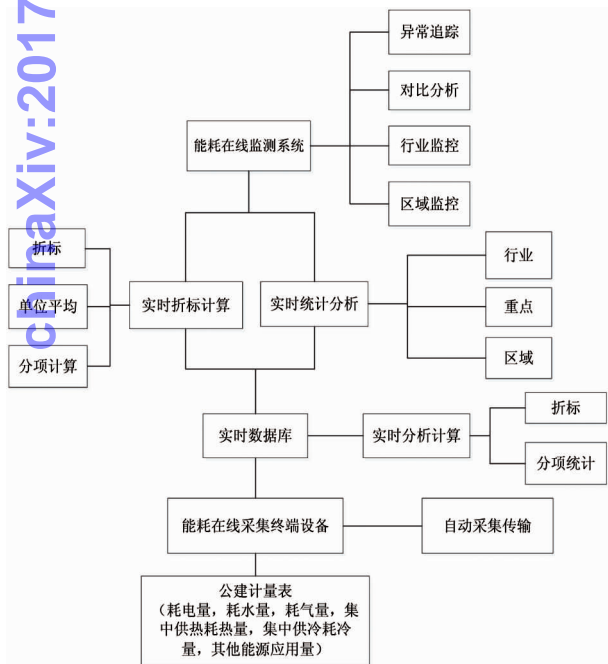 chinaXiv:2017
异常追踪
对比分析
能耗在线监测系统
行业监控
区域监控
折标
单位平均
分项计算
实时折标计算
实时统计分析
行业
重点
区域
实时数据库
实时分析计算
折标
分项统计
能耗在线采集终端设备
自动采集传输
公建计量表
（耗电量，耗水量，耗气量，集
中供热耗热量，集中供冷耗冷
量，其他能源应用量）